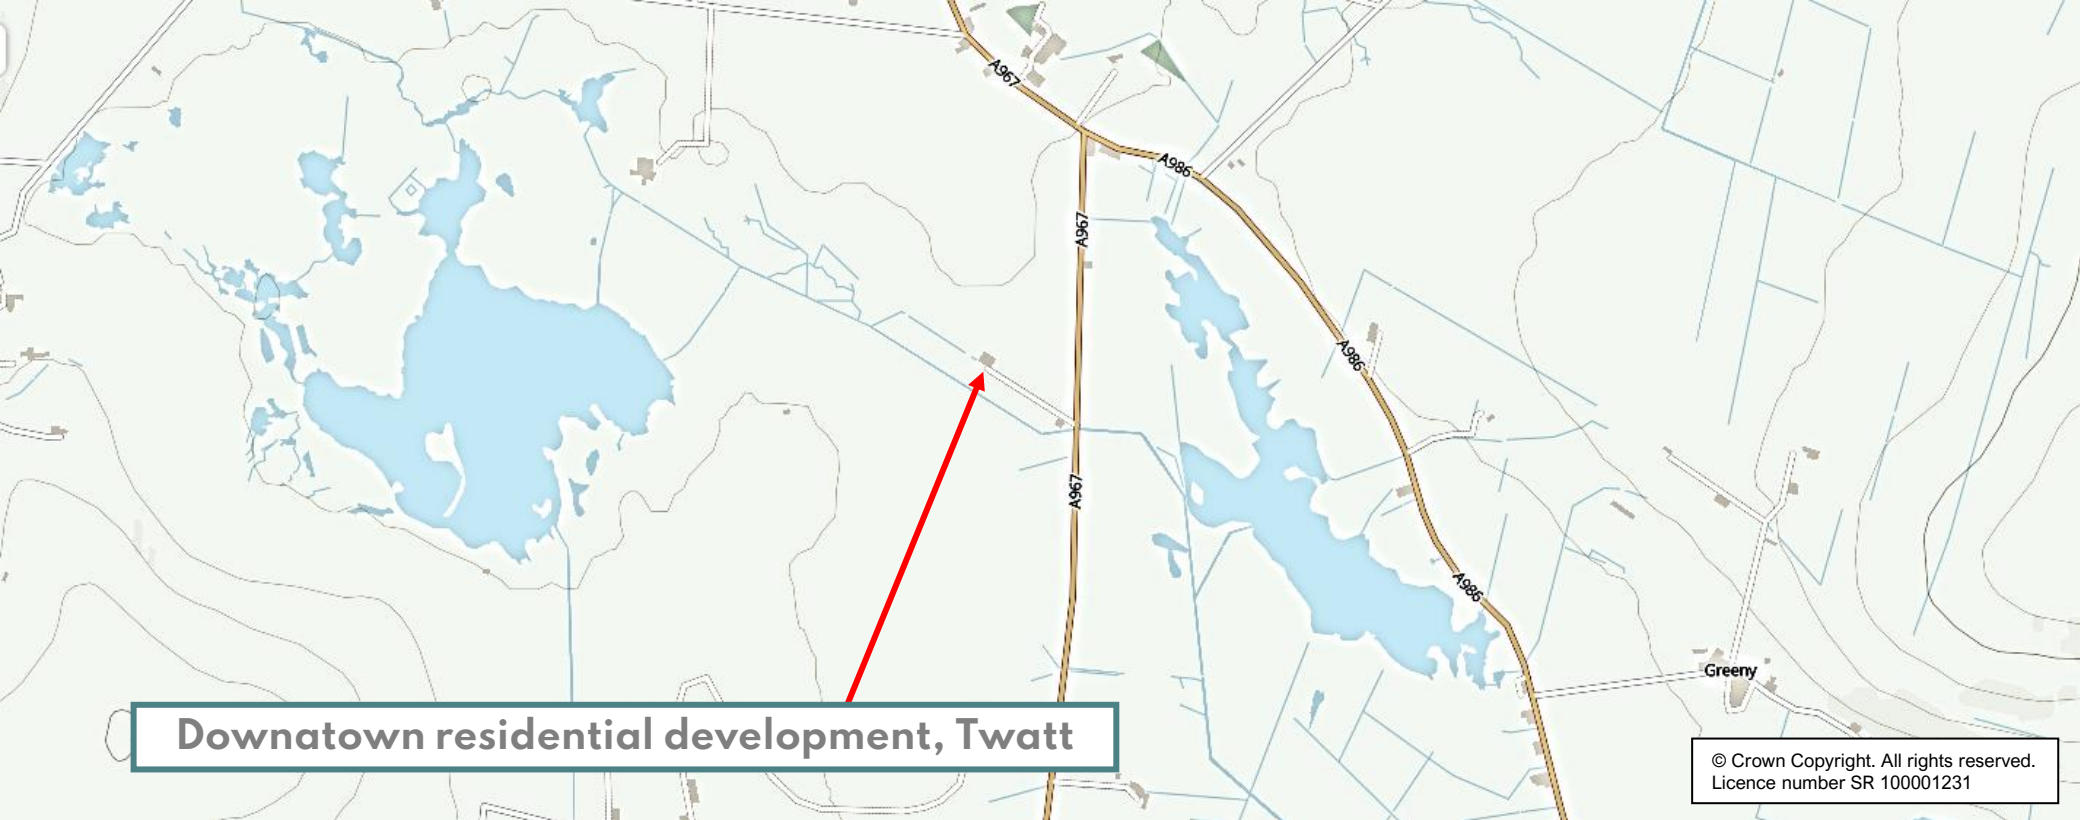 A967
A986
A967
A986
A967
A986
Greeny
Downatown residential development, Twatt
© Crown Copyright. All rights reserved.
Licence number SR 100001231